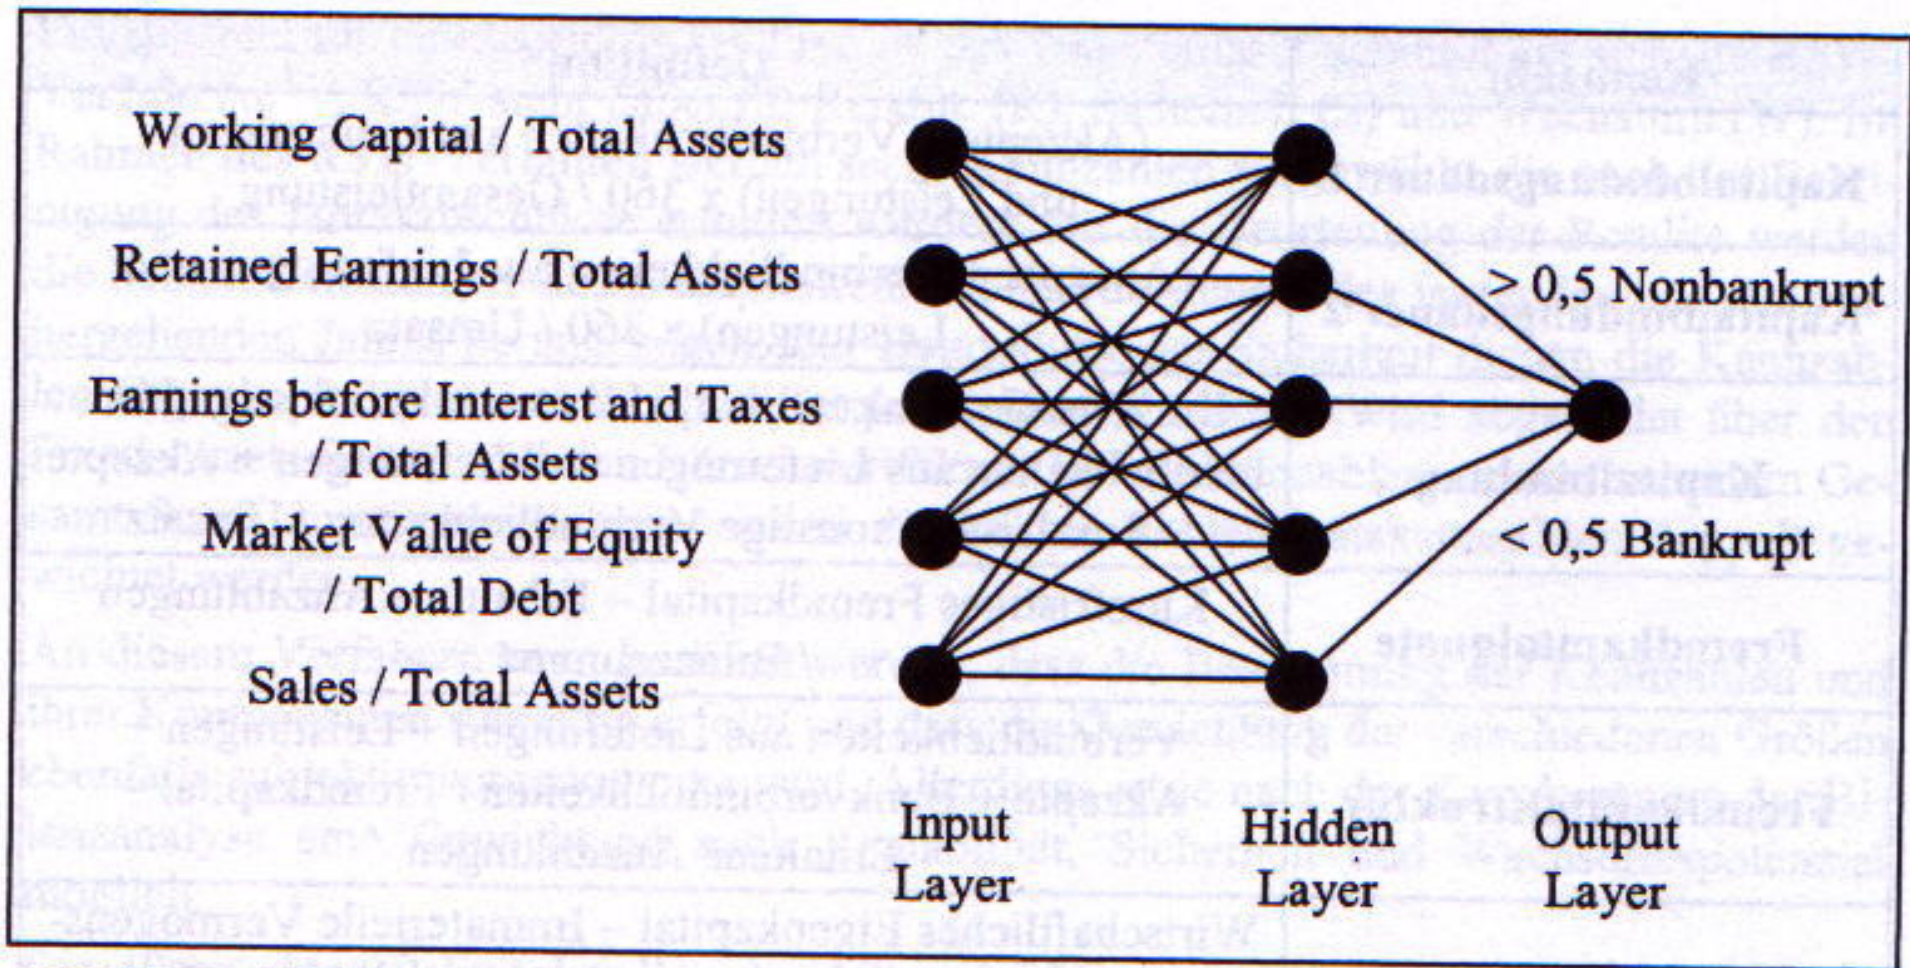 Working Capital / Total Assets
Retained Earnings / Total Assets
> 0,5 Nonbankrupt
Earnings before Interest and Taxes
/ Total Assets
Market Value of Equity
/ Total Debt
< 0,5 Bankrupt
Sales / Total Assets
Input
Layer
Hidden
Layer
Output
Layer